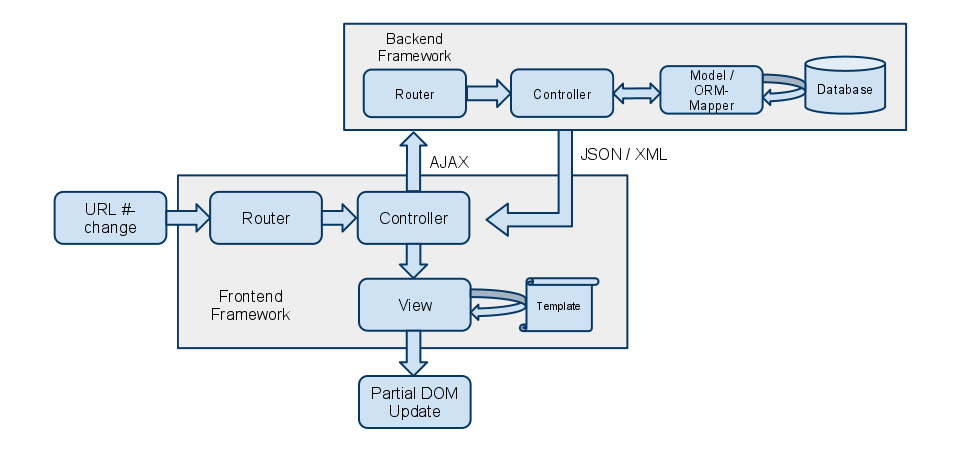 Backend
Framework
Router
Controller
Model /
ORM-
Mapper
Database
AJAX
JSON / XML
URL #-
change
Router
Controller
Frontend
Framework
View
Template
Partial DOM
Update